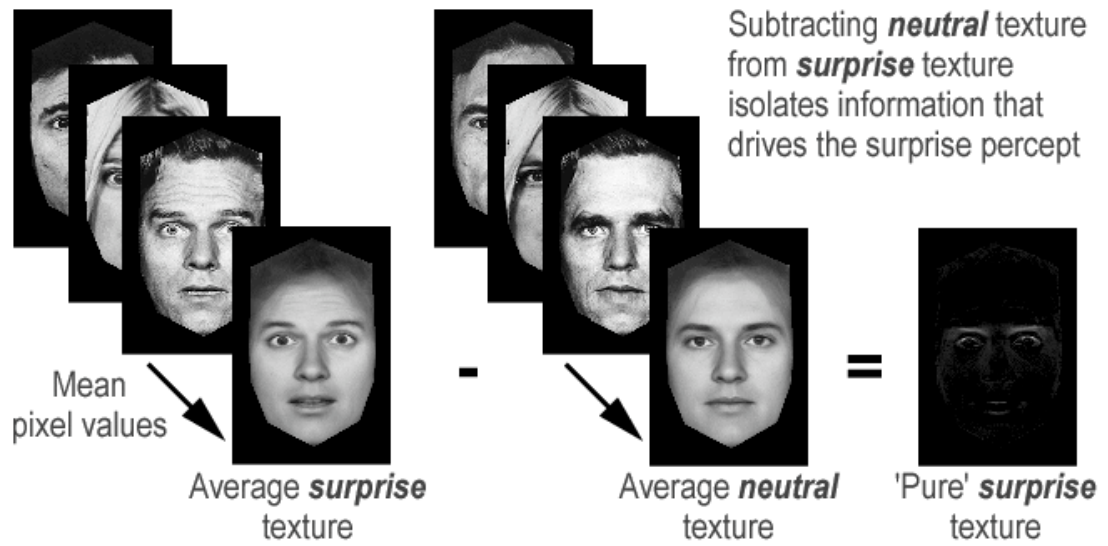 Subtracting neutral texture
from surprise texture
isolates information that
drives the surprise percept
-
=
Mean
pixel values
Average surprise
texture
Average neutral
texture
'Pure' surprise
texture